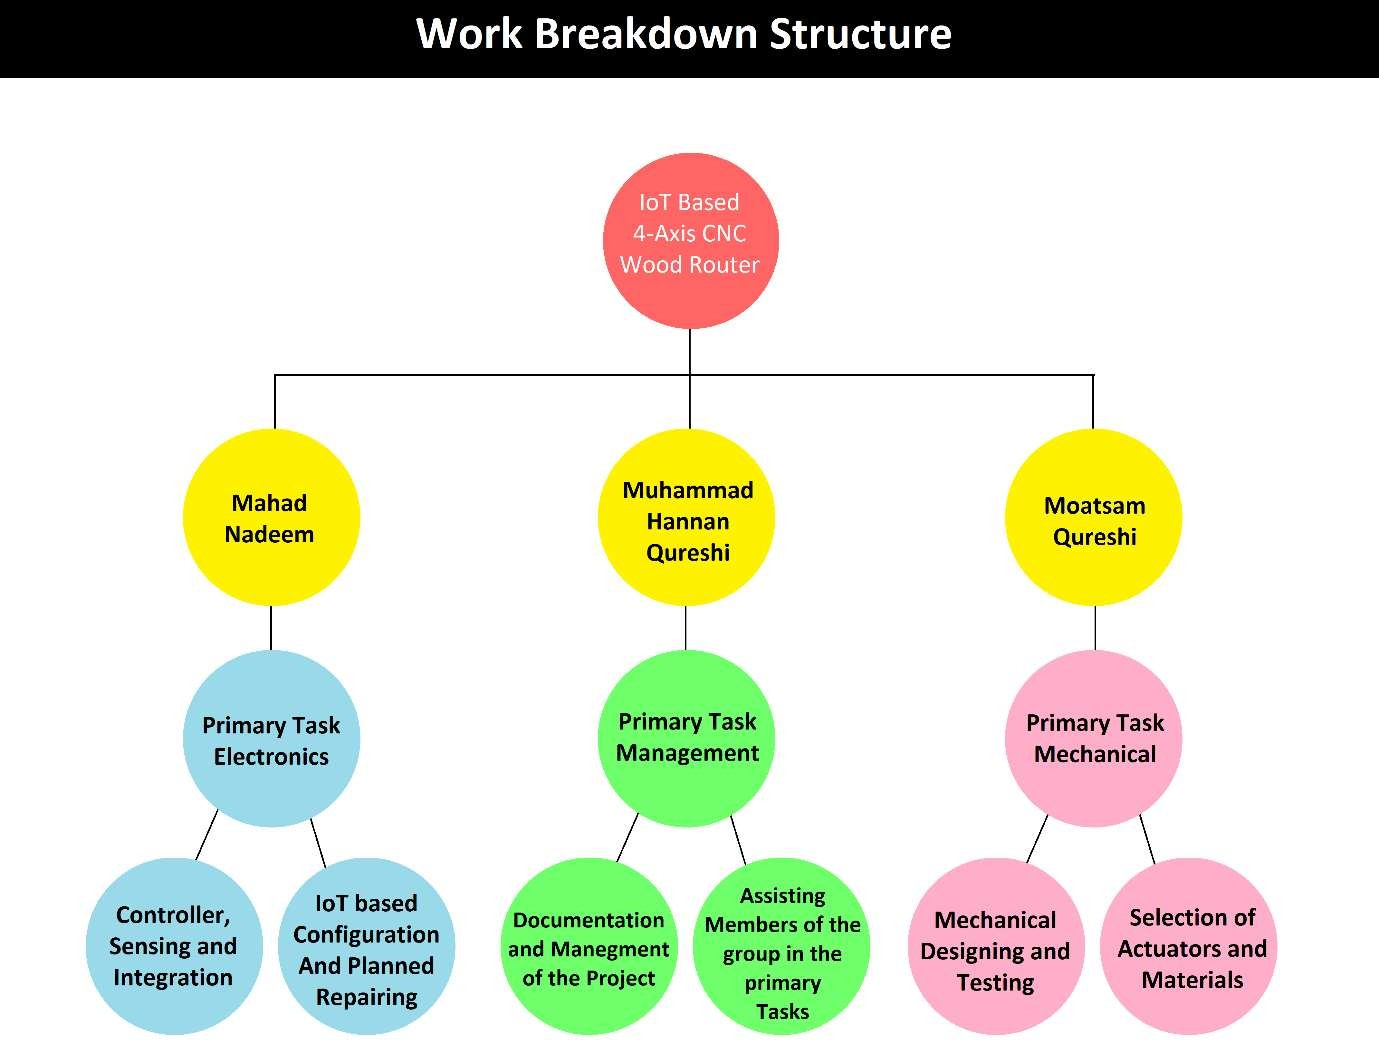 Work Breakdown Structure
IoT Based
4-Axis CNC
Wood Router
Mahad
Nadeem
Muhammad
Hannan
Qureshi
Moatsam
Qureshi
Primary Task
Electronics
Primary Task
Management
Primary Task
Mechanical
Controller,
Sensing and
Integration
IoT based
Configuration
And Planned
Repairing
Documentation
and Manegment
of the Project
Assisting
Members of the
group in the
primary
Tasks
Mechanical
Designing and
Testing
Selection of
Actuators and
Materials